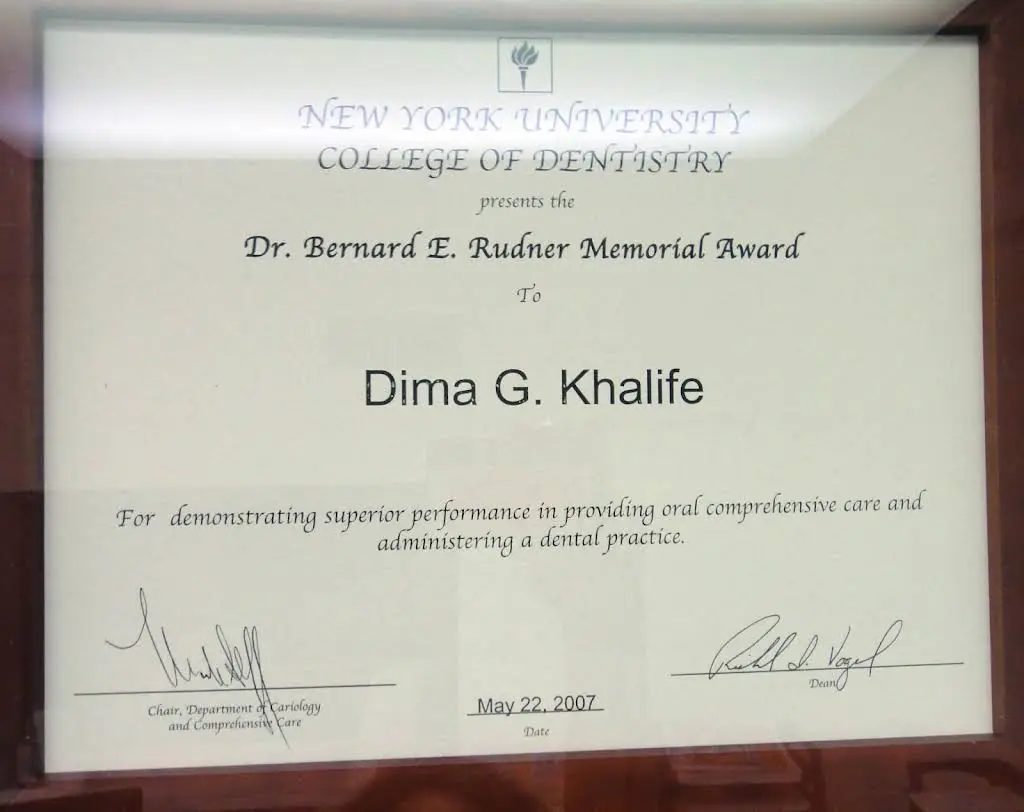 NEW YORK UNIVERSITY
COLLEGE OF DENTISTRY
presents the
Dr. Bernard E. Rudner Memorial Award
To
Dima G. Khalife
For demonstrating superior performance in providing oral comprehensive care and
administering a dental practice.
Chair, Department of Cariology
and Comprehensive Care
May 22, 2007
Date
Dean